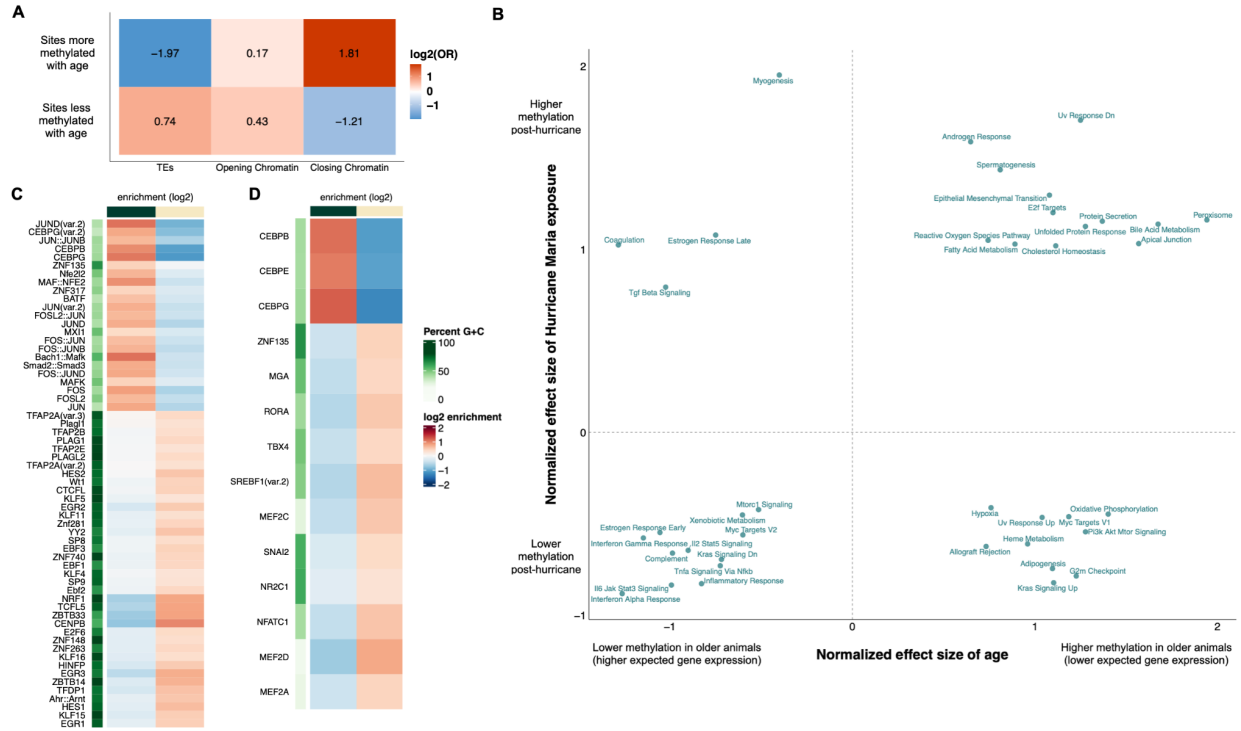 A
Sites more
methylated
with age
Sites less
methylated
with age
−1.97
0.17
1.81
0.74
0.43
−1.21
TEs
Opening Chromatin
Closing Chromatin
log2(OR)
1
0
−1
B
Higher
methylation
post-hurricane
Lower
methylation
post-hurricane
Normalized effect size of Hurricane Maria exposure
2
1
0
−1
Myogenesis
Uv Response Dn
Androgen Response
Spermatogenesis
Epithelial Mesenchymal Transition
E2f Targets
Protein Secretion
Peroxisome
Unfolded Protein Response
Bile Acid Metabolism
Reactive Oxygen Species Pathway
Apical Junction
Fatty Acid Metabolism
Cholesterol Homeostasis
Coagulation
Estrogen Response Late
Tgf Beta Signaling
Mtorc1 Signaling
Xenobiotic Metabolism
Estrogen Response Early
Myc Targets V2
Interferon Gamma Response
Il2 Stat5 Signaling
Complement
Kras Signaling Dn
Tnfa Signaling Via Nfkb
Inflammatory Response
Il6 Jak Stat3 Signaling
Interferon Alpha Response
Hypoxia
Oxidative Phosphorylation
Uv Response Up
Myc Targets V1
Pi3k Akt Mtor Signaling
Heme Metabolism
Allograft Rejection
Adipogenesis
G2m Checkpoint
Kras Signaling Up
−1
0
1
2
Lower methylation in older animals
(higher expected gene expression)
Normalized effect size of age
Higher methylation in older animals
(lower expected gene expression)
C
enrichment (log2)
JUND(var.2)
CEBPG(var.2)
JUN::JUNB
CEBPB
CEBPG
ZNF135
Nfe2l2
MAF::NFE2
ZNF317
BATF
JUN(var.2)
FOSL2::JUN
JUND
MXI1
FOS::JUN
FOS::JUNB
Bach1::Mafk
Smad2::Smad3
FOS::JUND
MAFK
FOS
FOSL2
JUN
TFAP2A(var.3)
Plagl1
TFAP2B
PLAG1
TFAP2E
PLAGL2
TFAP2A(var.2)
HES2
Wt1
CTCFL
KLF5
EGR2
KLF11
Znf281
YY2
SP8
EBF3
ZNF740
EBF1
KLF4
SP9
Ebf2
NRF1
TCFL5
ZBTB33
CENPB
E2F6
ZNF148
ZNF263
KLF16
HINFP
EGR3
ZBTB14
TFDP1
Ahr::Arnt
HES1
KLF15
EGR1
D
enrichment (log2)
CEBPB
CEBPE
CEBPG
ZNF135
MGA
RORA
TBX4
SREBF1(var.2)
MEF2C
SNAI2
NR2C1
NFATC1
MEF2D
MEF2A
Percent G+C
100
50
0
log2 enrichment
2
1
0
−1
−2